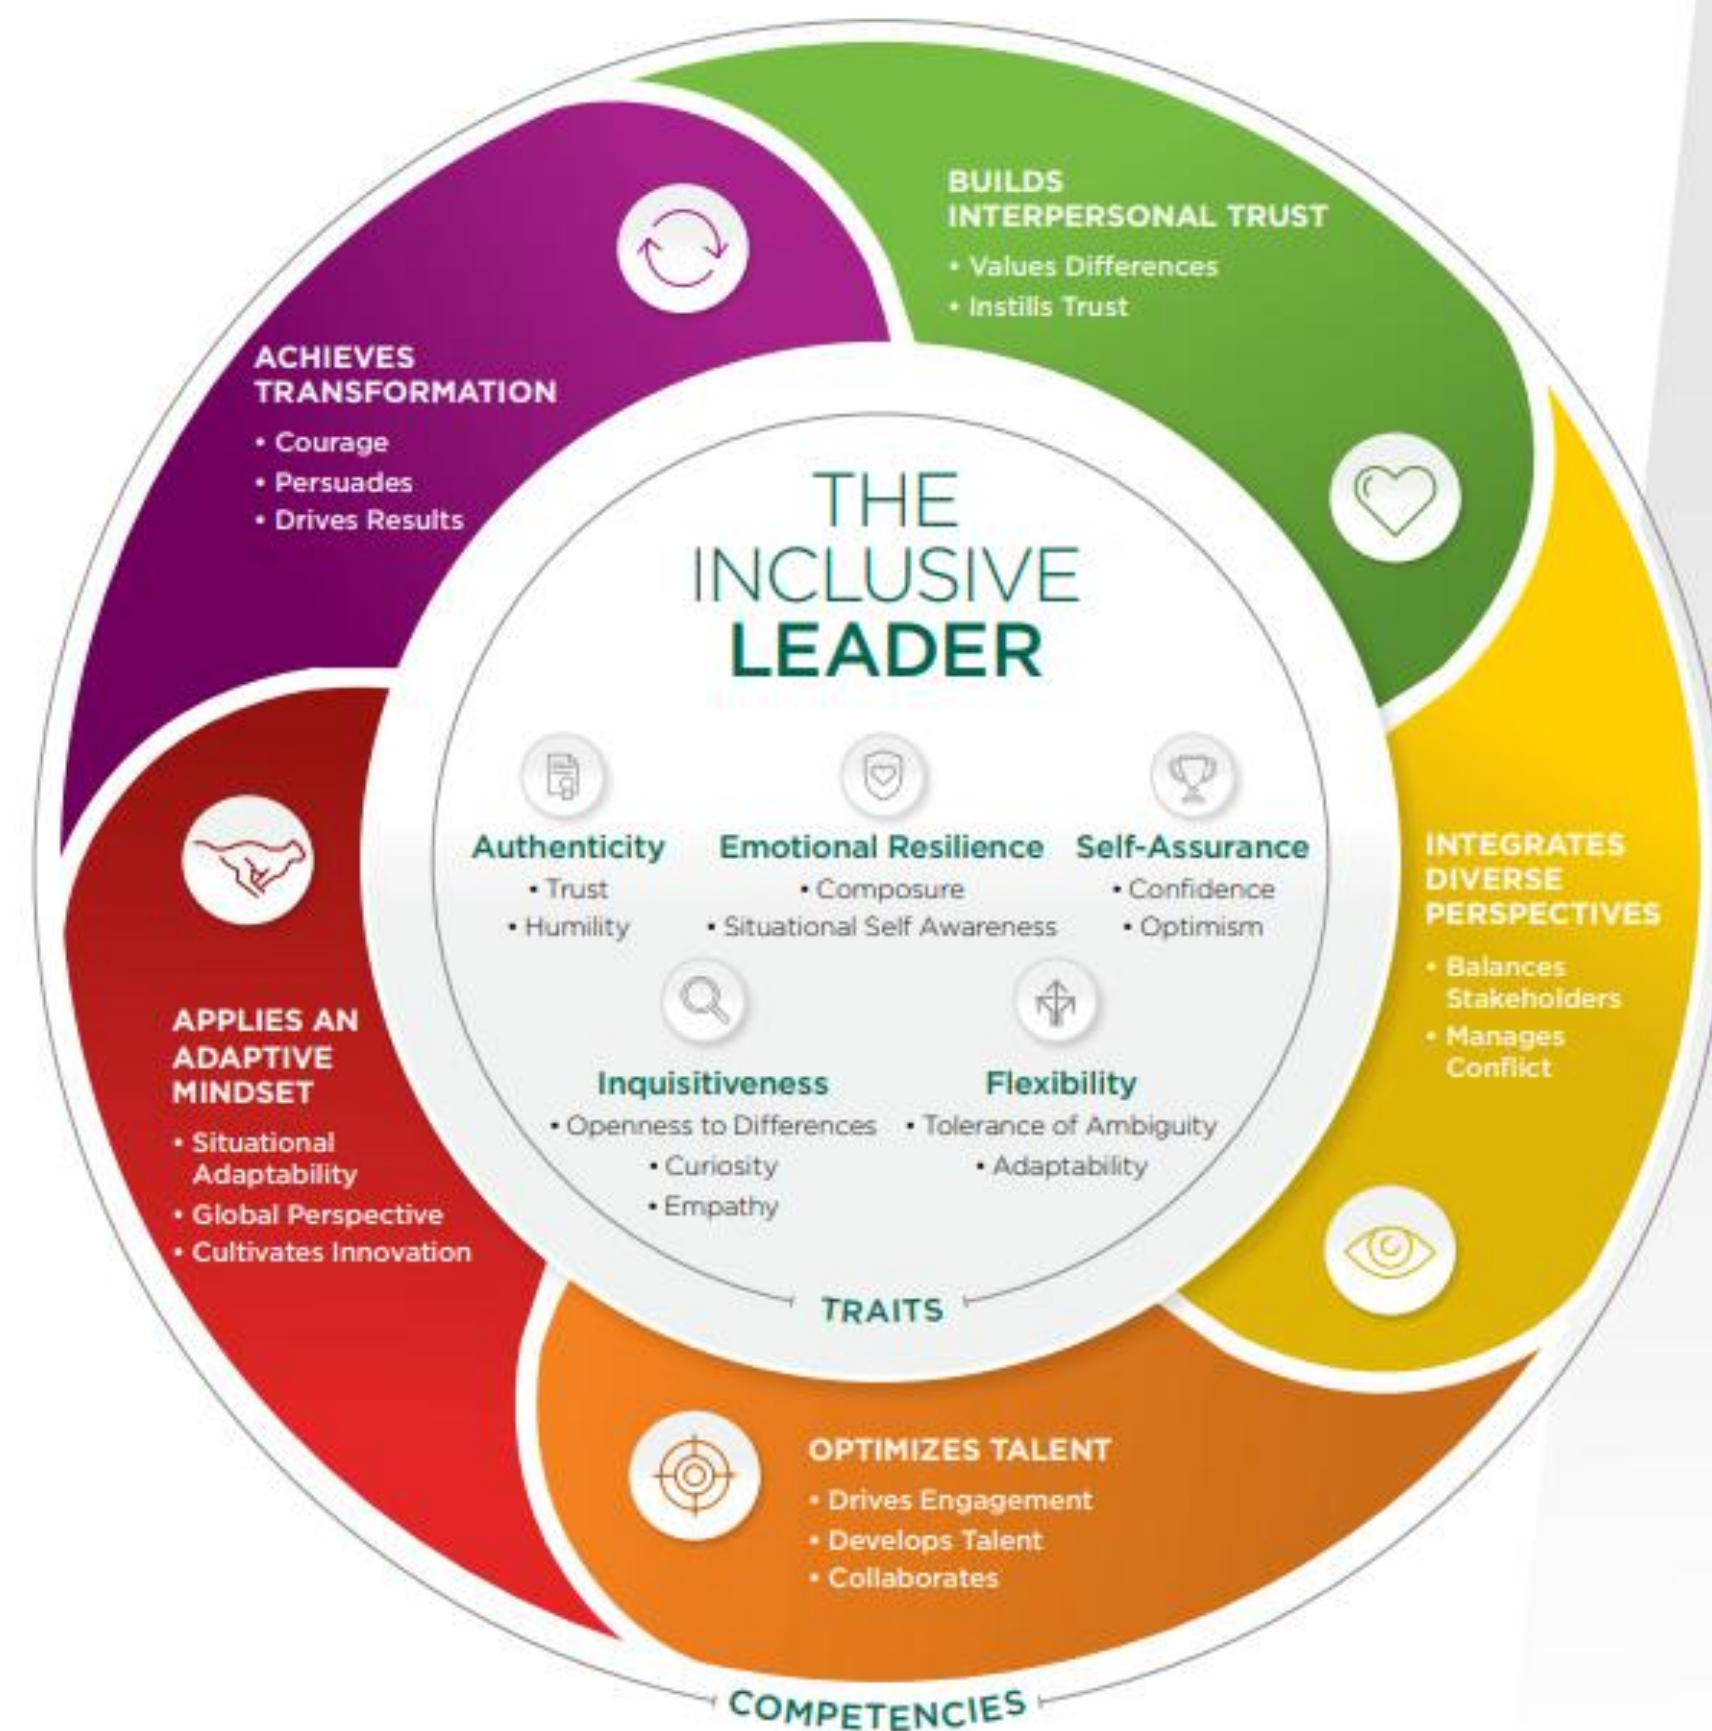 BUILDS
INTERPERSONAL TRUST
• Values Differences
• Instills Trust
ACHIEVES
TRANSFORMATION
• Courage
• Persuades
• Drives Results
THE
INCLUSIVE
LEADER
Authenticity
• Trust
• Humility
Emotional Resilience
• Composure
• Situational Self Awareness
Self-Assurance
• Confidence
• Optimism
Inquisitiveness
• Openness to Differences
• Curiosity
• Empathy
Flexibility
• Tolerance of Ambiguity
• Adaptability
TRAITS
INTEGRATES
DIVERSE
PERSPECTIVES
• Balances
Stakeholders
• Manages
Conflict
APPLIES AN
ADAPTIVE
MINDSET
• Situational
Adaptability
• Global Perspective
• Cultivates Innovation
OPTIMIZES TALENT
• Drives Engagement
• Develops Talent
• Collaborates
COMPETENCIES